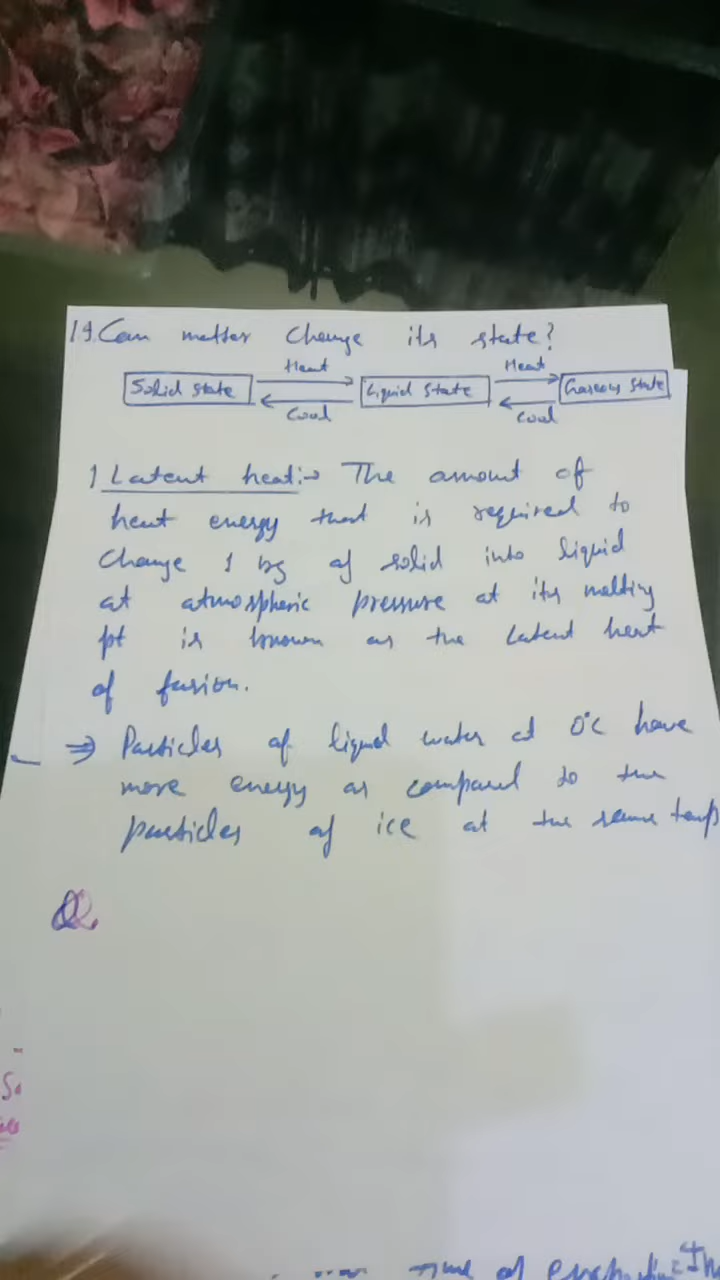 19. Can matter change its state?
Heat Heat
Solid state Liquid State Gaseous State
Cool Cool
1 Latent heat:→ The amount of
heat energy that is required to
change 1 kg of solid into liquid
at atmospheric pressure at its melting
pt is known as the latent heat
of fusion.
⇒ Particles of liquid water at 0°C have
more energy as compared to the
particles of ice at the same temp
time of